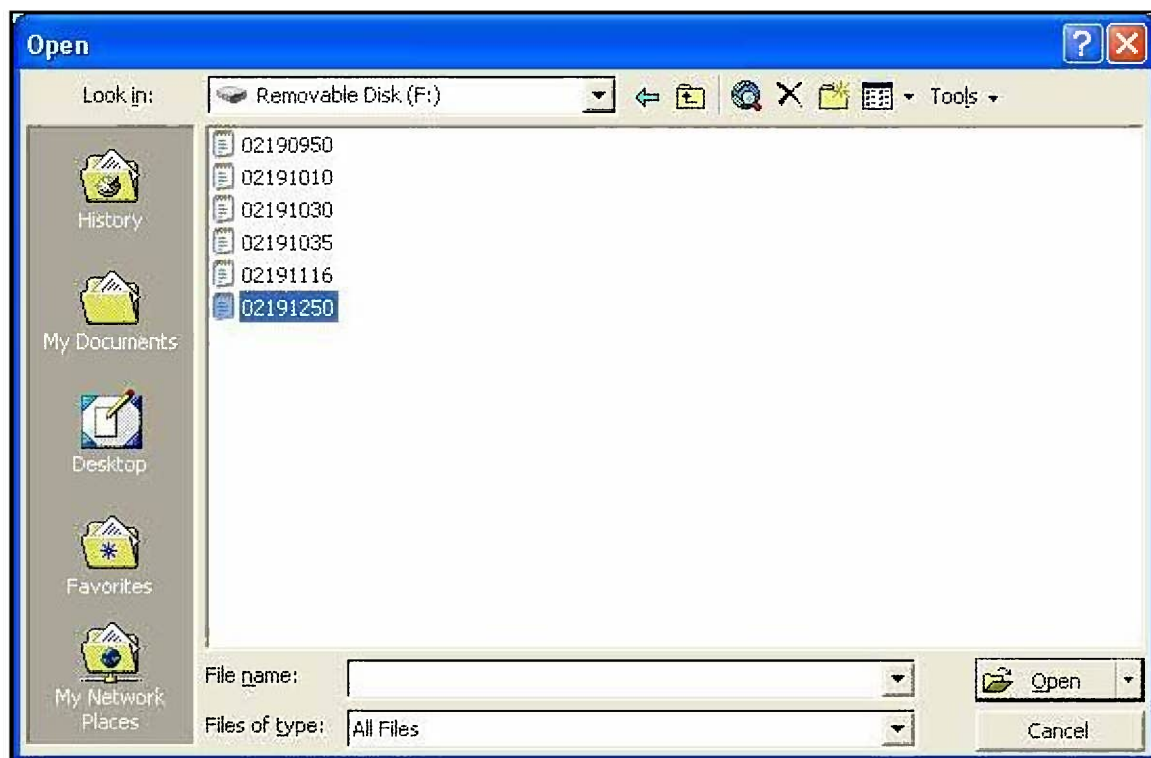 Open
Look in: Removable Disk (F:) Tools
02190950
02191010
02191030
02191035
02191116
02191250
History
My Documents
Desktop
Favorites
My Network
Places
File name: Open
Files of type: All Files Cancel